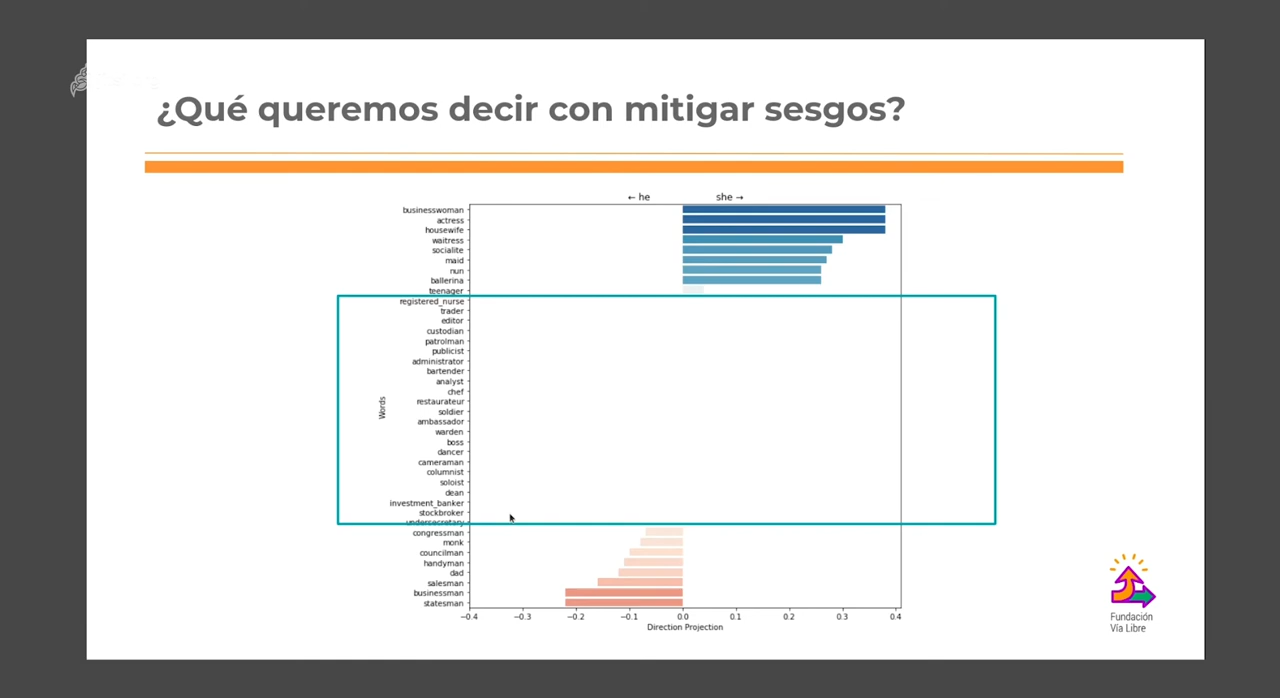 ¿Qué queremos decir con mitigar sesgos?
← he she →
businesswoman
actress
housewife
waitress
socialite
maid
nun
ballerina
teenager
registered_nurse
trader
editor
custodian
patrolman
publicist
administrator
bartender
analyst
chef
restaurateur
soldier
ambassador
warden
boss
dancer
cameraman
columnist
soloist
dean
investment_banker
stockbroker
undersecretary
congressman
monk
councilman
handyman
dad
salesman
businessman
statesman
Words
−0.4 −0.3 −0.2 −0.1 0.0 0.1 0.2 0.3 0.4
Direction Projection
Fundación
Vía Libre